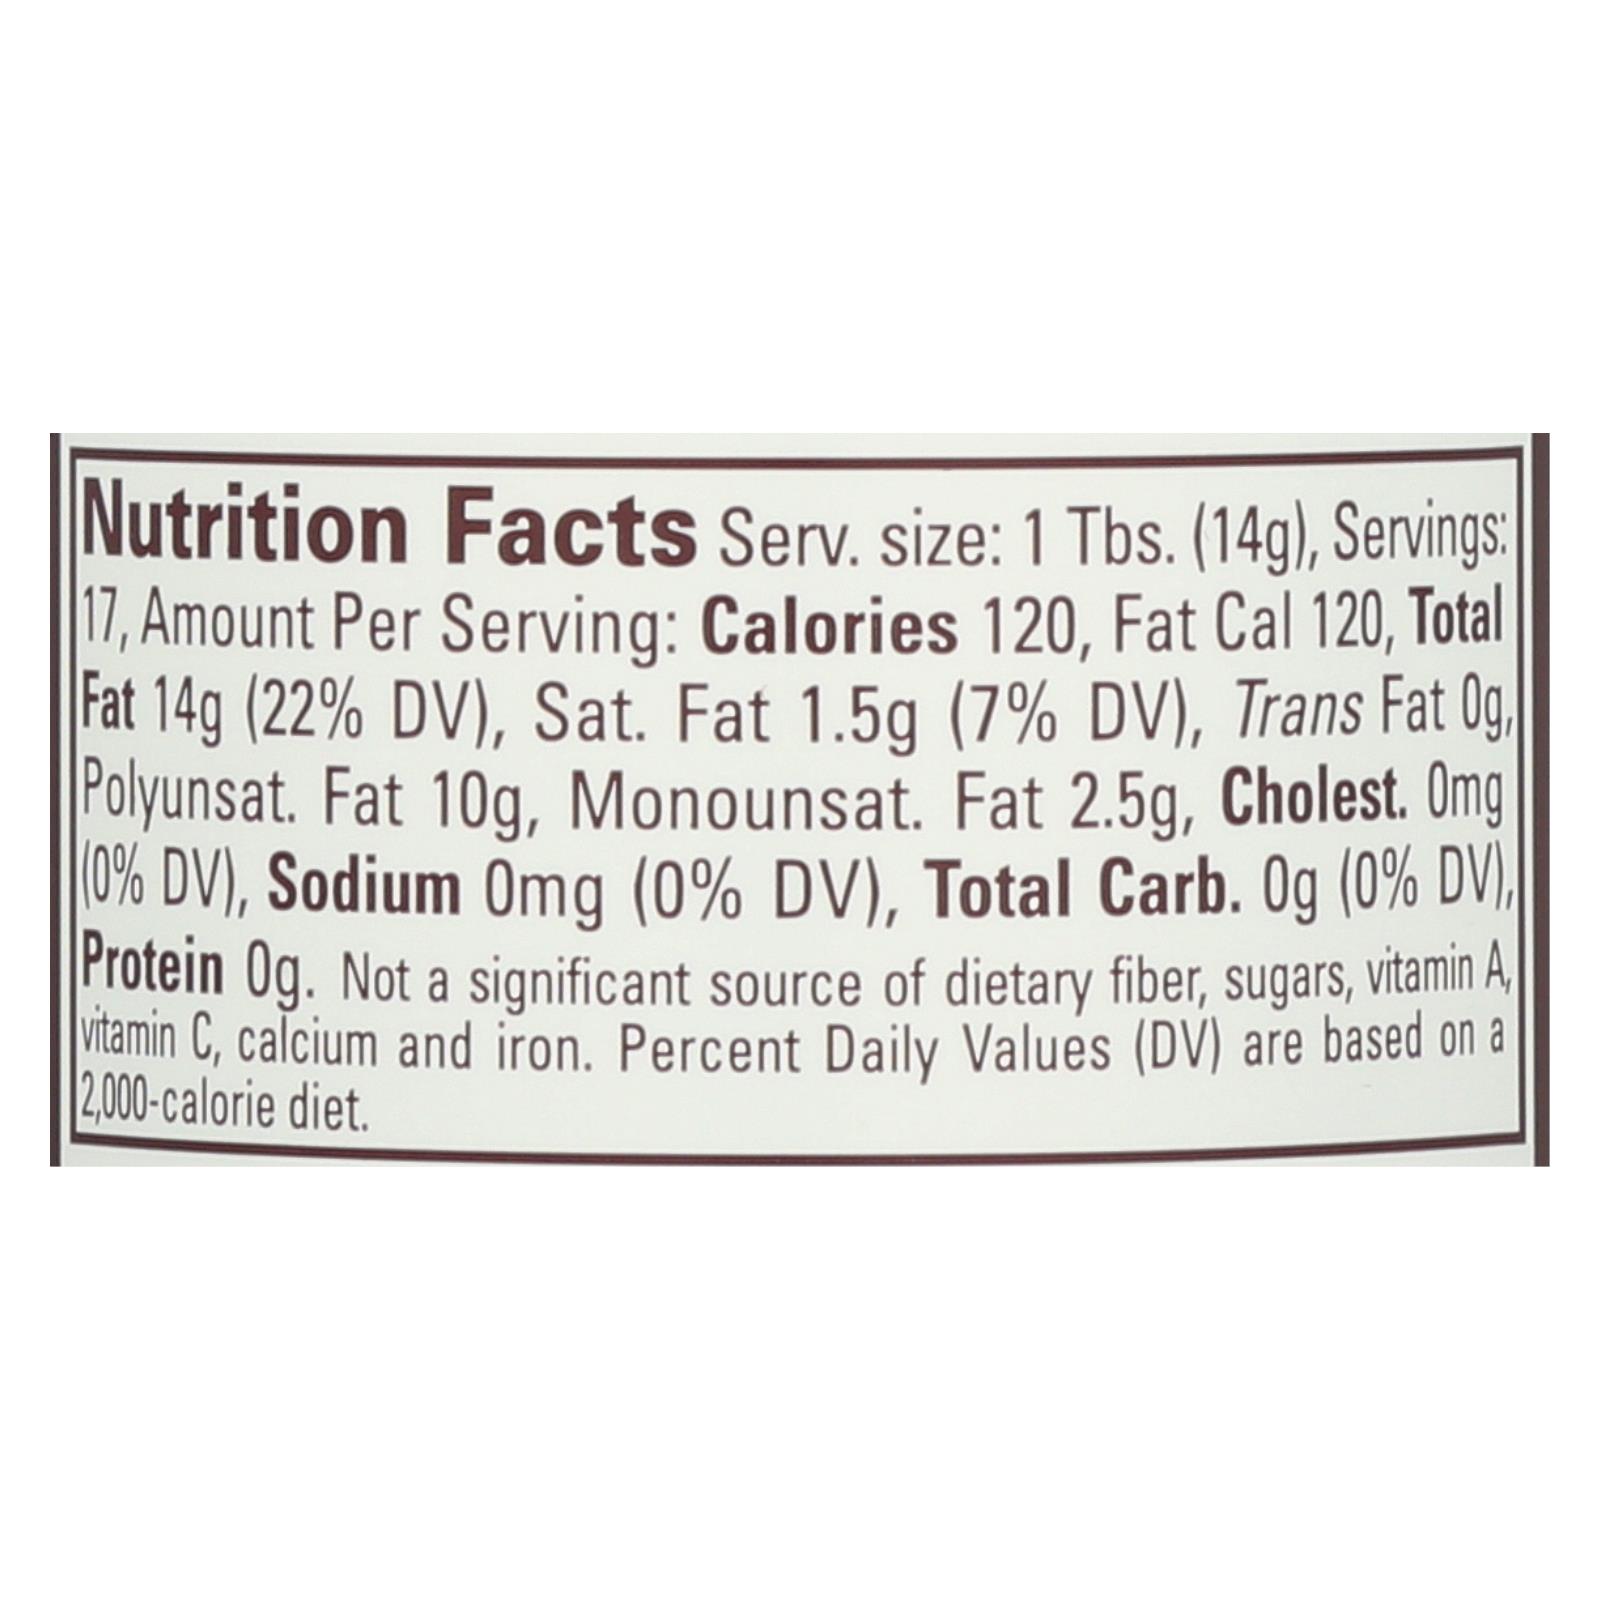 Nutrition Facts Serv. size: 1 Tbs. (14g), Servings:
17, Amount Per Serving: Calories 120, Fat Cal 120, Total
Fat 14g (22% DV), Sat. Fat 1.5g (7% DV), Trans Fat 0g,
Polyunsat. Fat 10g, Monounsat. Fat 2.5g, Cholest. 0mg
(0% DV), Sodium 0mg (0% DV), Total Carb. 0g (0% DV),
Protein 0g. Not a significant source of dietary fiber, sugars, vitamin A,
vitamin C, calcium and iron. Percent Daily Values (DV) are based on a
2,000-calorie diet.